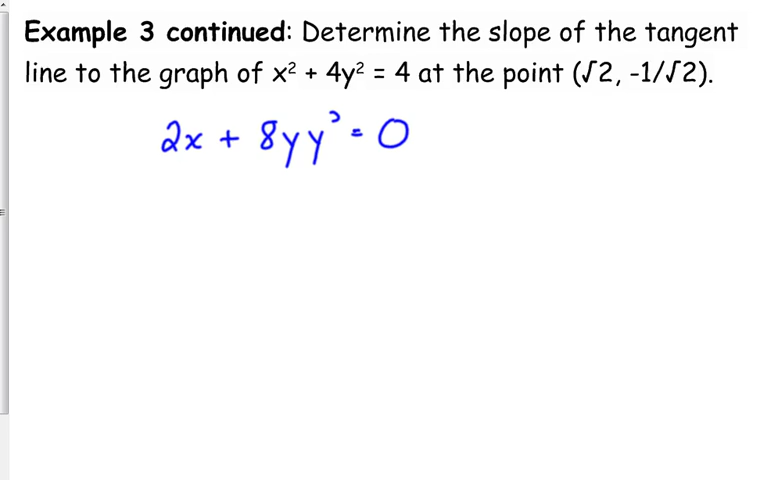 Example 3 continued: Determine the slope of the tangent
line to the graph of x² + 4y² = 4 at the point (√2, -1/√2).
2x + 8yy' = 0